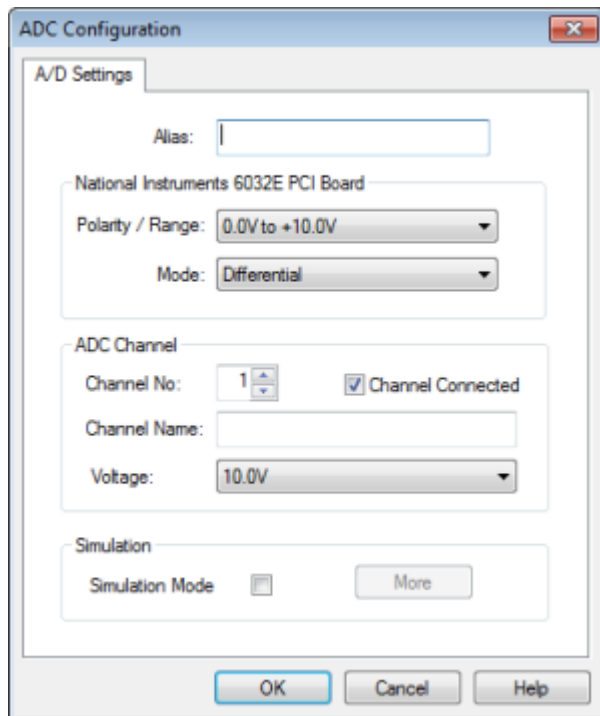 ADC Configuration
A/D Settings
Alias:
National Instruments 6032E PCI Board
Polarity / Range: 0.0V to +10.0V
Mode: Differential
ADC Channel
Channel No: 1 Channel Connected
Channel Name:
Voltage: 10.0V
Simulation
Simulation Mode More
OK Cancel Help